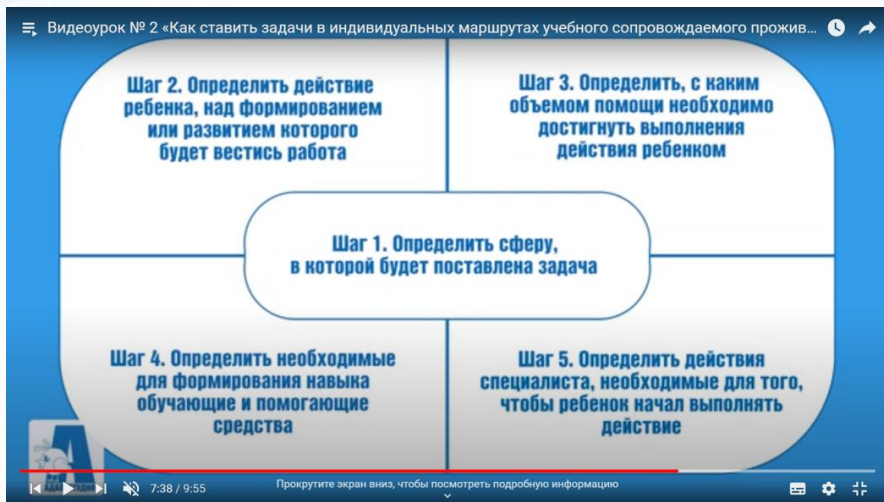 Видеоурок № 2 «Как ставить задачи в индивидуальных маршрутах учебного сопровождаемого прожив...
Шаг 2. Определить действие
ребенка, над формированием
или развитием которого
будет вестись работа
Шаг 3. Определить, с каким
объемом помощи необходимо
достигнуть выполнения
действия ребенком
Шаг 1. Определить сферу,
в которой будет поставлена задача
Шаг 4. Определить необходимые
для формирования навыка
обучающие и помогающие
средства
Шаг 5. Определить действия
специалиста, необходимые для того,
чтобы ребенок начал выполнять
действие
7:38 / 9:55
Прокрутите экран вниз, чтобы посмотреть подробную информацию